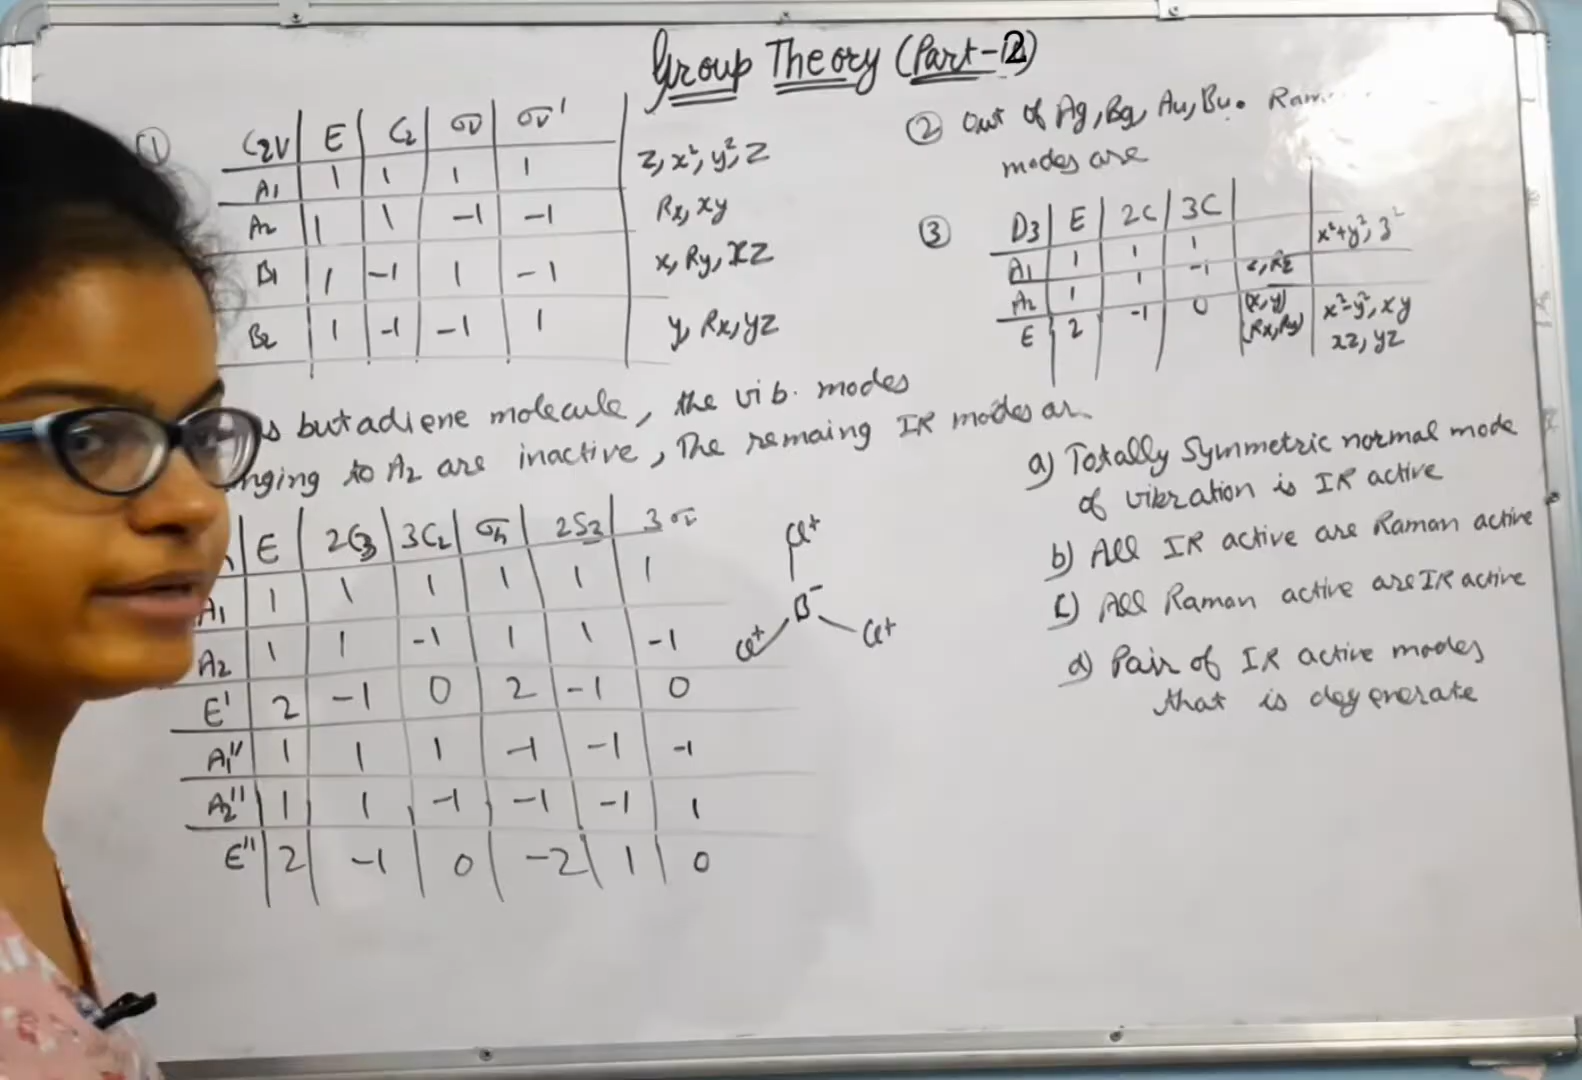 Group Theory (Part-2)
①
C2V E C2 σv σv'
A1 1 1 1 1 z, x², y², z
A2 1 1 -1 -1 Rz, xy
B1 1 -1 1 -1 x, Ry, xz
B2 1 -1 -1 1 y, Rx, yz
s butadiene molecule, the vib. modes
nging to A2 are inactive, The remaing IR modes ar
E 2C3 3C2 σh 2S3 3σv
A1 1 1 1 1 1 1
A2 1 1 -1 1 1 -1
E' 2 -1 0 2 -1 0
A1'' 1 1 1 -1 -1 -1
A2'' 1 1 -1 -1 -1 1
E'' 2 -1 0 -2 1 0
Cl+
B-
Cl+ Cl+
② Out of Ag, Bg, Au, Bu. Ram
modes are
③ D3 E 2C 3C
A1 1 1 1 x²+y², z²
A2 1 1 -1 z, Rz
E 2 -1 0 (x,y) x²-y², xy
(Rx,Ry) xz, yz
a) Totally Symmetric normal mode
of vibration is IR active
b) All IR active are Raman active
c) All Raman active are IR active
d) Pair of IR active modes
that is degenerate